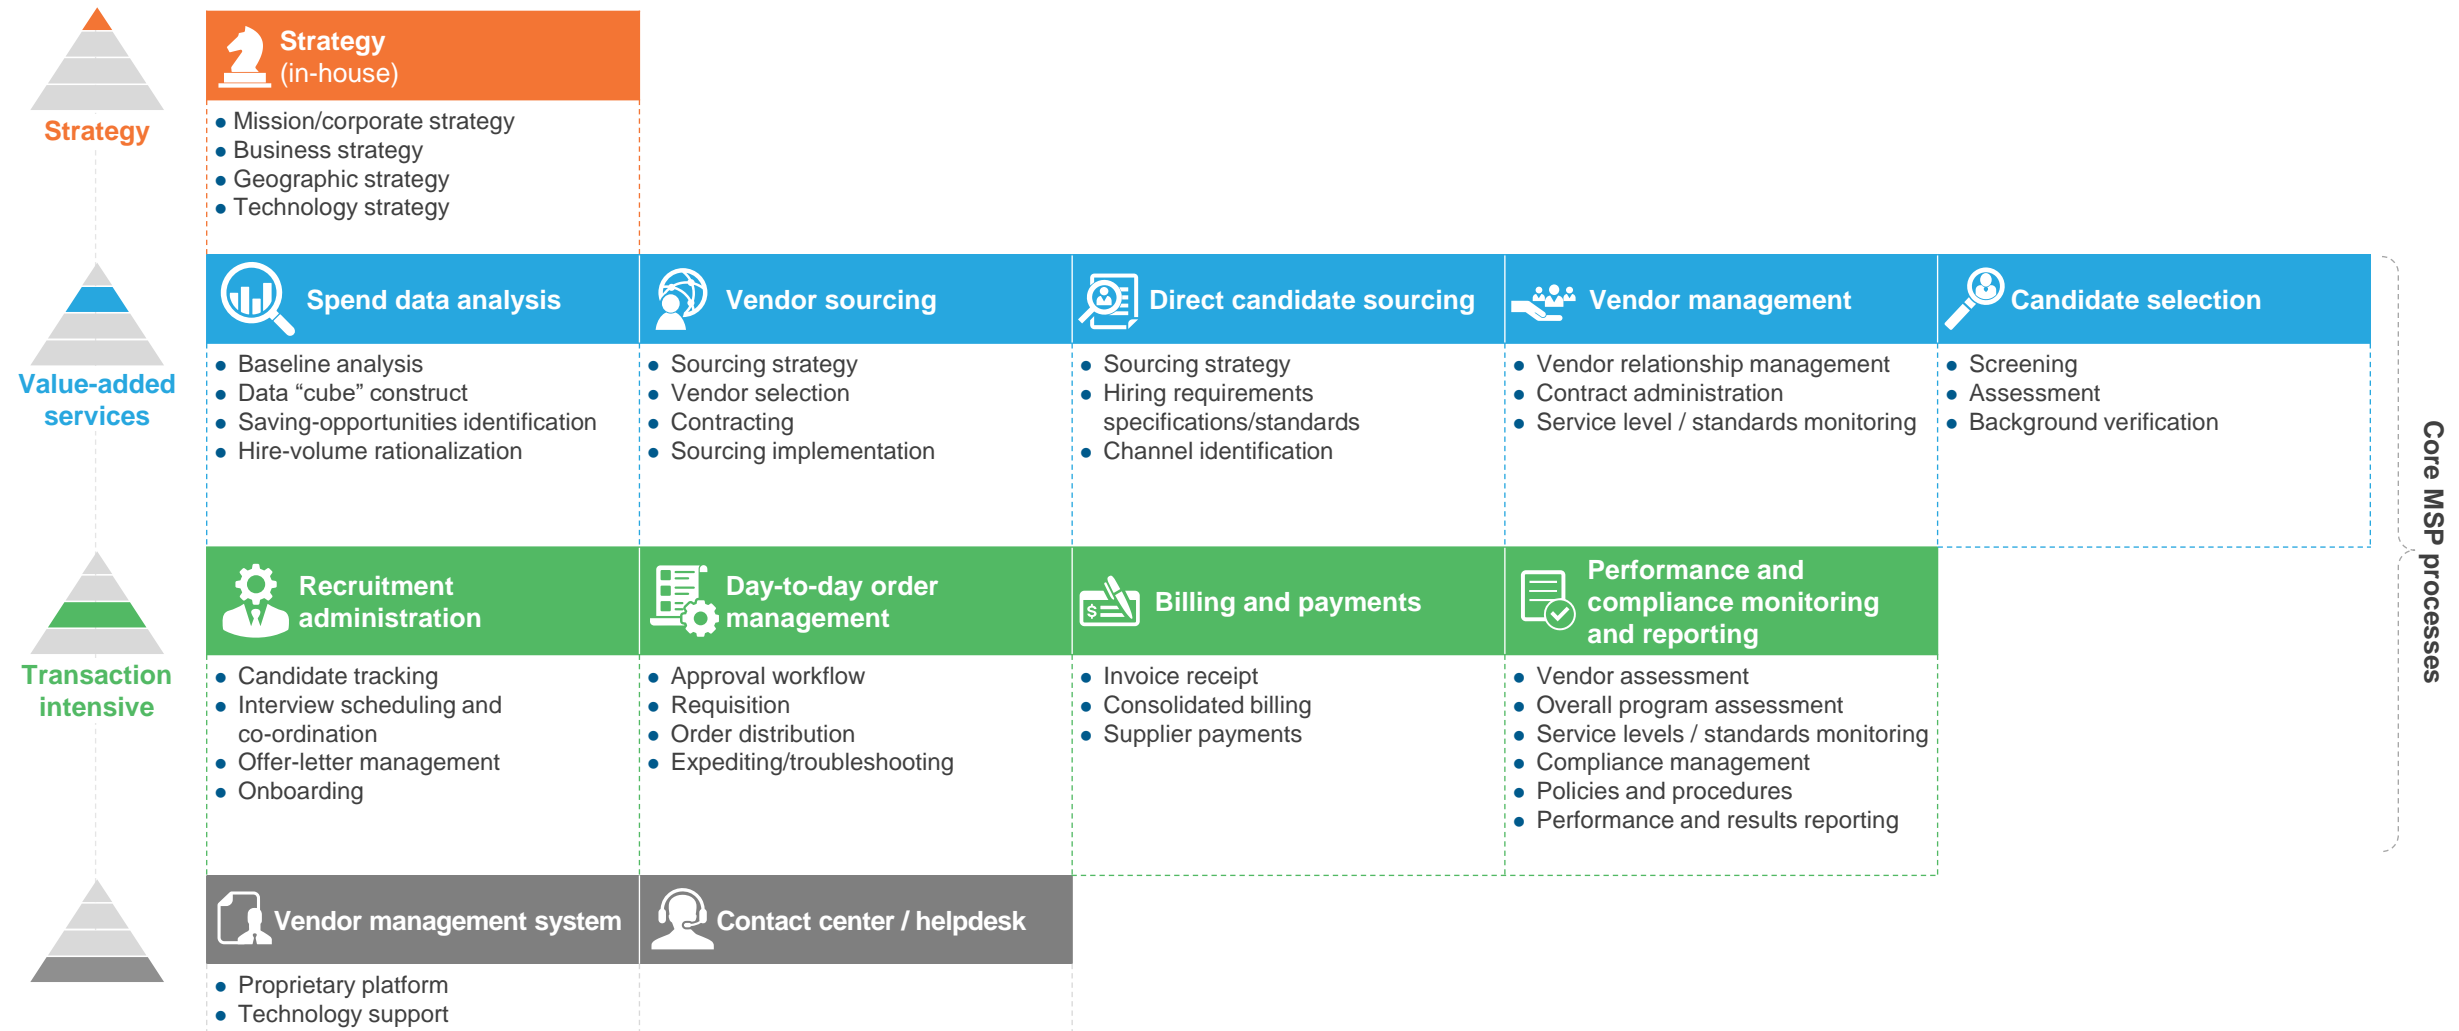 Strategy
Strategy
(in-house)
Mission/corporate strategy
Business strategy
Geographic strategy
Technology strategy
Value-added
services
Spend data analysis
Baseline analysis
Data “cube” construct
Saving-opportunities identification
Hire-volume rationalization
Vendor sourcing
Sourcing strategy
Vendor selection
Contracting
Sourcing implementation
Direct candidate sourcing
Sourcing strategy
Hiring requirements
specifications/standards
Channel identification
Vendor management
Vendor relationship management
Contract administration
Service level / standards monitoring
Candidate selection
Screening
Assessment
Background verification
Transaction
intensive
Recruitment
administration
Candidate tracking
Interview scheduling and
co-ordination
Offer-letter management
Onboarding
Day-to-day order
management
Approval workflow
Requisition
Order distribution
Expediting/troubleshooting
$
Billing and payments
Invoice receipt
Consolidated billing
Supplier payments
Performance and
compliance monitoring
and reporting
Vendor assessment
Overall program assessment
Service levels / standards monitoring
Compliance management
Policies and procedures
Performance and results reporting
Core MSP processes
Vendor management system
Proprietary platform
Technology support
Contact center / helpdesk